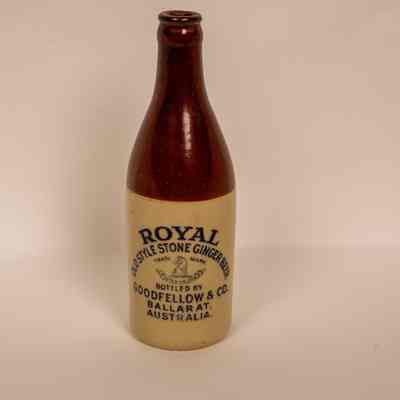 ROYAL
OLD STYLE STONE GINGER BEER
TRADE MARK
BOTTLED BY
GOODFELLOW & CO.
BALLARAT.
AUSTRALIA.